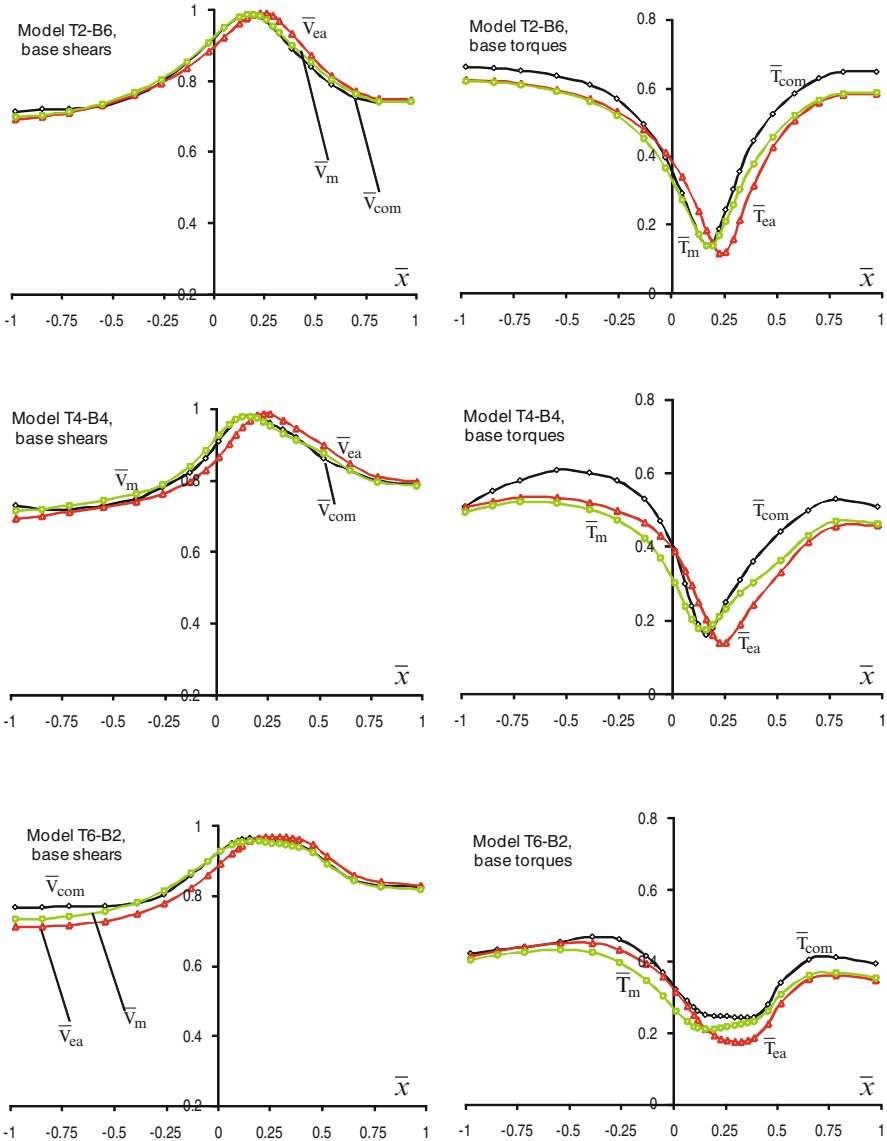 Model T2-B6,
base shears
1
0.8
0.6
0.4
0.2
V̅ea
V̅m
V̅com
x̅
-1 -0.75 -0.5 -0.25 0 0.25 0.5 0.75 1
Model T2-B6,
base torques
0.8
0.6
0.4
0.2
0
T̅com
T̅ea
T̅m
x̅
-1 -0.75 -0.5 -0.25 0 0.25 0.5 0.75 1
Model T4-B4,
base shears
1
0.8
0.6
0.4
0.2
V̅m
V̅ea
V̅com
x̅
-1 -0.75 -0.5 -0.25 0 0.25 0.5 0.75 1
Model T4-B4,
base torques
0.8
0.6
0.4
0.2
0
T̅com
T̅m
T̅ea
x̅
-1 -0.75 -0.5 -0.25 0 0.25 0.5 0.75 1
Model T6-B2,
base shears
1
0.8
0.6
0.4
0.2
V̅com
V̅m
V̅ea
x̅
-1 -0.75 -0.5 -0.25 0 0.25 0.5 0.75 1
Model T6-B2,
base torques
0.8
0.6
0.4
0.2
0
T̅com
T̅m
T̅ea
x̅
-1 -0.75 -0.5 -0.25 0 0.25 0.5 0.75 1